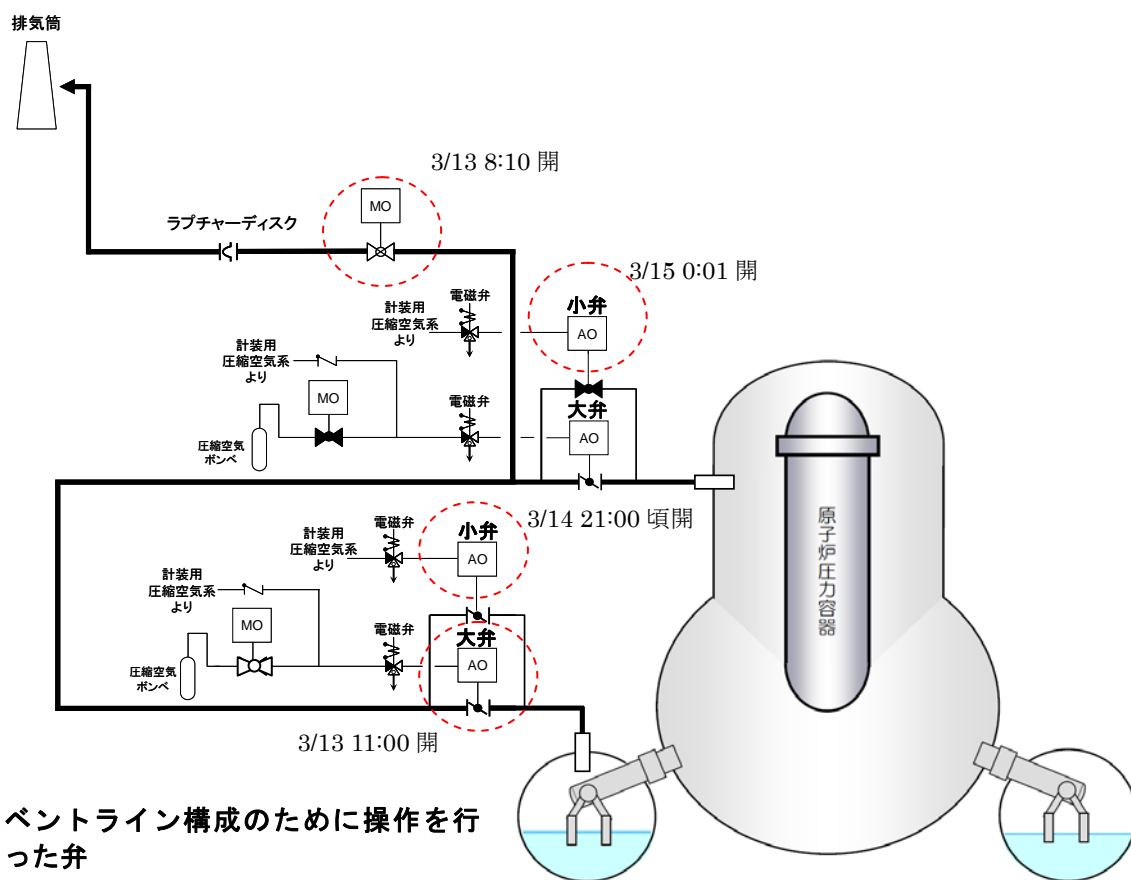 排気筒
3/13 8:10 開
MO
ラプチャーディスク
3/15 0:01 開
小弁
電磁弁
計装用
圧縮空気系
より
AO
計装用
圧縮空気系
より
MO
電磁弁
大弁
AO
圧縮空気
ボンベ
3/14 21:00 頃開
原子炉圧力容器
小弁
電磁弁
計装用
圧縮空気系
より
AO
計装用
圧縮空気系
より
MO
電磁弁
大弁
AO
圧縮空気
ボンベ
3/13 11:00 開
ベントライン構成のために操作を行
った弁